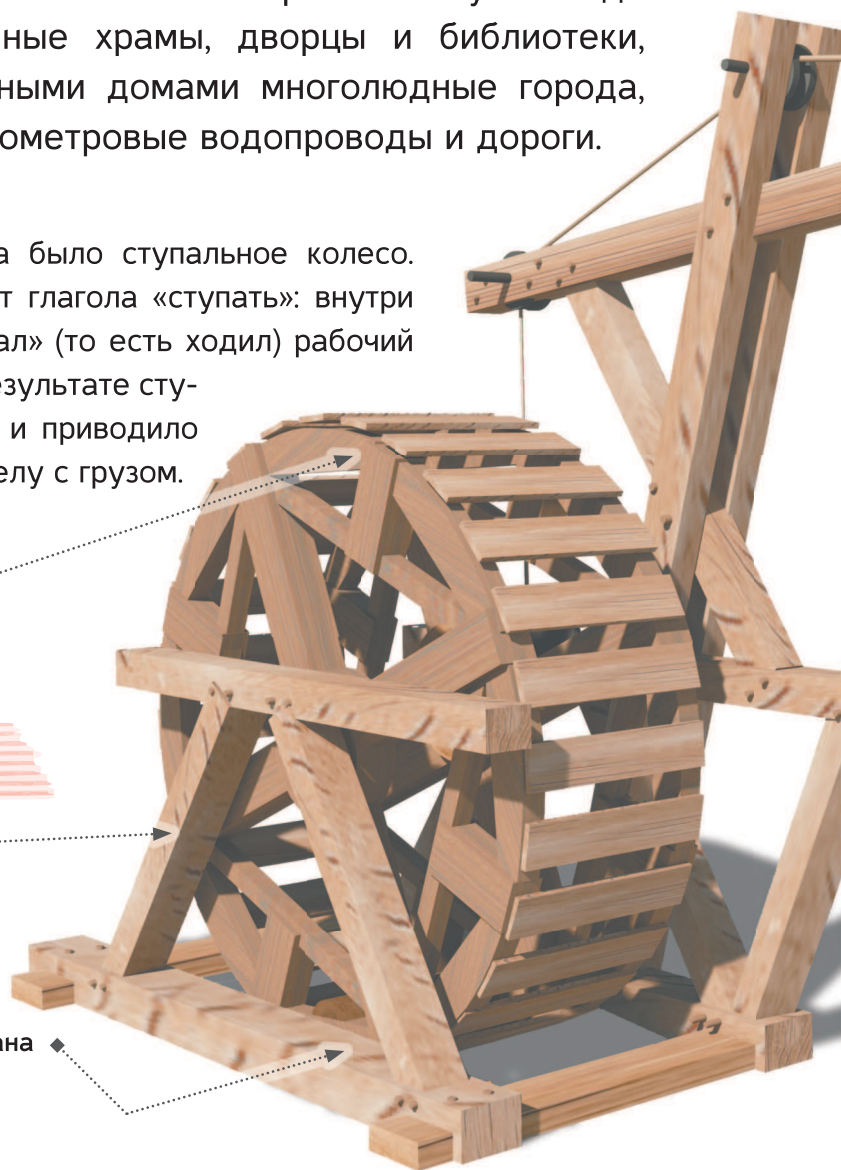 ные храмы, дворцы и библиотеки,
ными домами многолюдные города,
ометровые водопроводы и дороги.
а было ступальное колесо.
т глагола «ступать»: внутри
ал» (то есть ходил) рабочий
езультате сту-
и приводило
елу с грузом.
ана